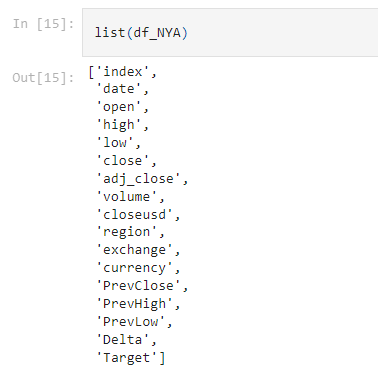 In [15]: list(df_NYA)
Out[15]: ['index',
'date',
'open',
'high',
'low',
'close',
'adj_close',
'volume',
'closeusd',
'region',
'exchange',
'currency',
'PrevClose',
'PrevHigh',
'PrevLow',
'Delta',
'Target']